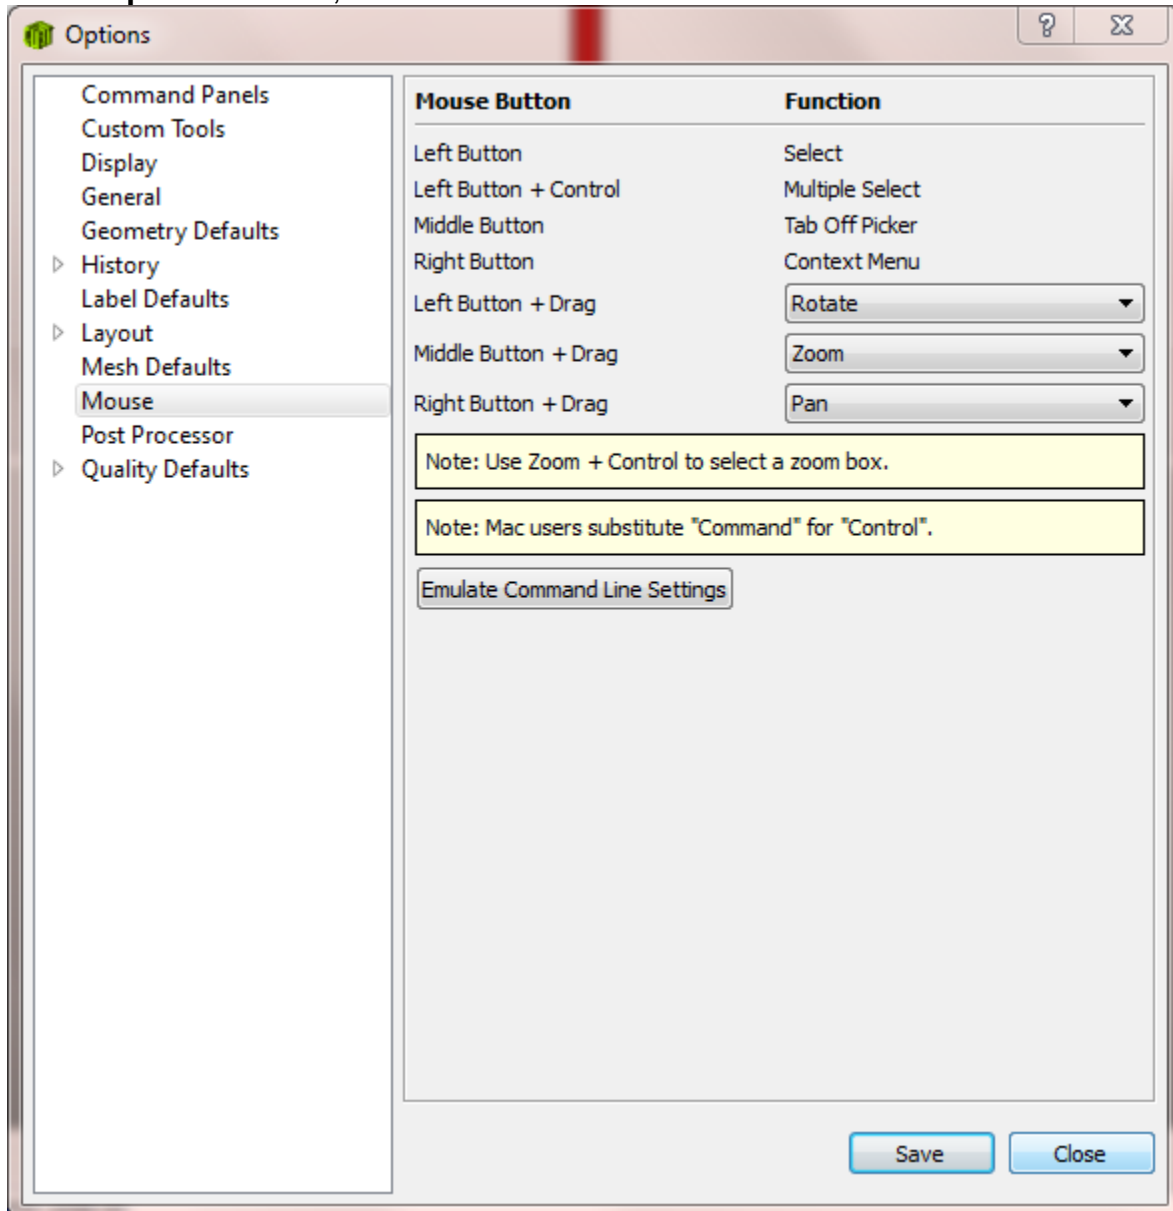 Options
Command Panels
Custom Tools
Display
General
Geometry Defaults
History
Label Defaults
Layout
Mesh Defaults
Mouse
Post Processor
Quality Defaults
Mouse Button Function
Left Button Select
Left Button + Control Multiple Select
Middle Button Tab Off Picker
Right Button Context Menu
Left Button + Drag Rotate
Middle Button + Drag Zoom
Right Button + Drag Pan
Note: Use Zoom + Control to select a zoom box.
Note: Mac users substitute "Command" for "Control".
Emulate Command Line Settings
Save Close